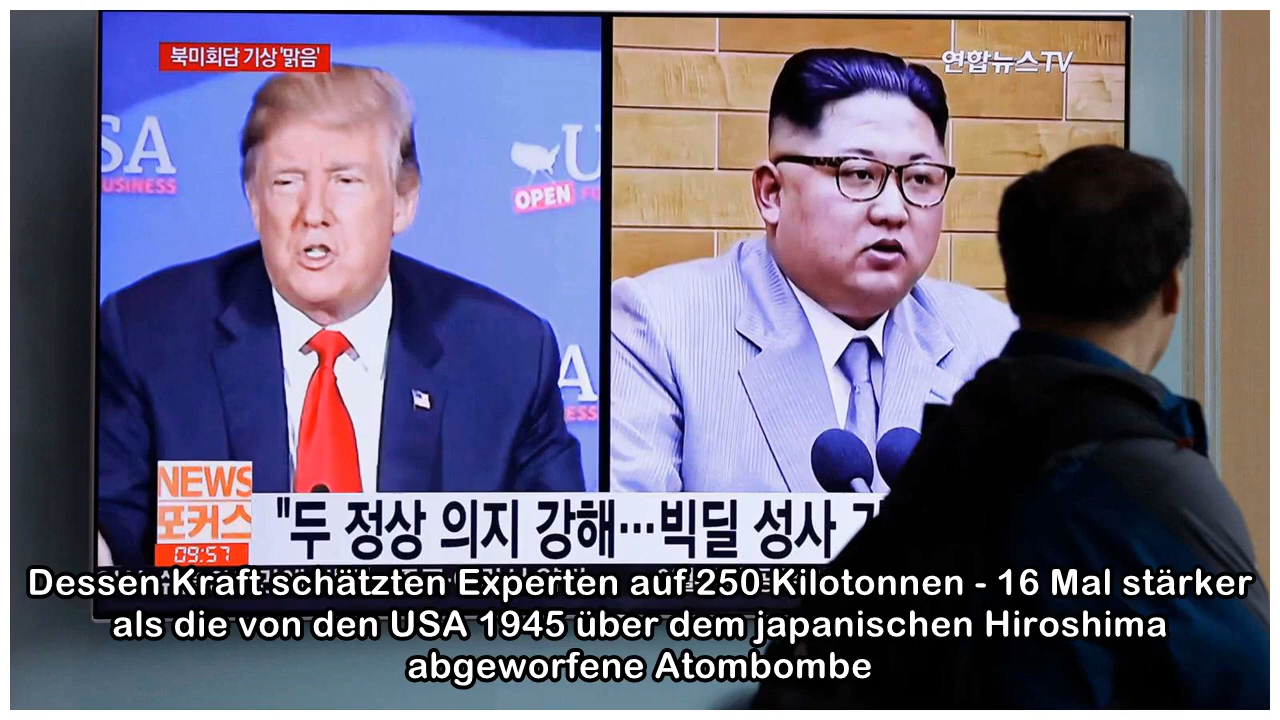 북미회담 기상 '맑음'
연합뉴스TV
SA
U
USINESS
OPEN
A
ESS
NEWS
포커스
"두 정상 의지 강해…빅딜 성사
09:57
Dessen Kraft schätzten Experten auf 250 Kilotonnen - 16 Mal stärker
als die von den USA 1945 über dem japanischen Hiroshima
abgeworfene Atombombe